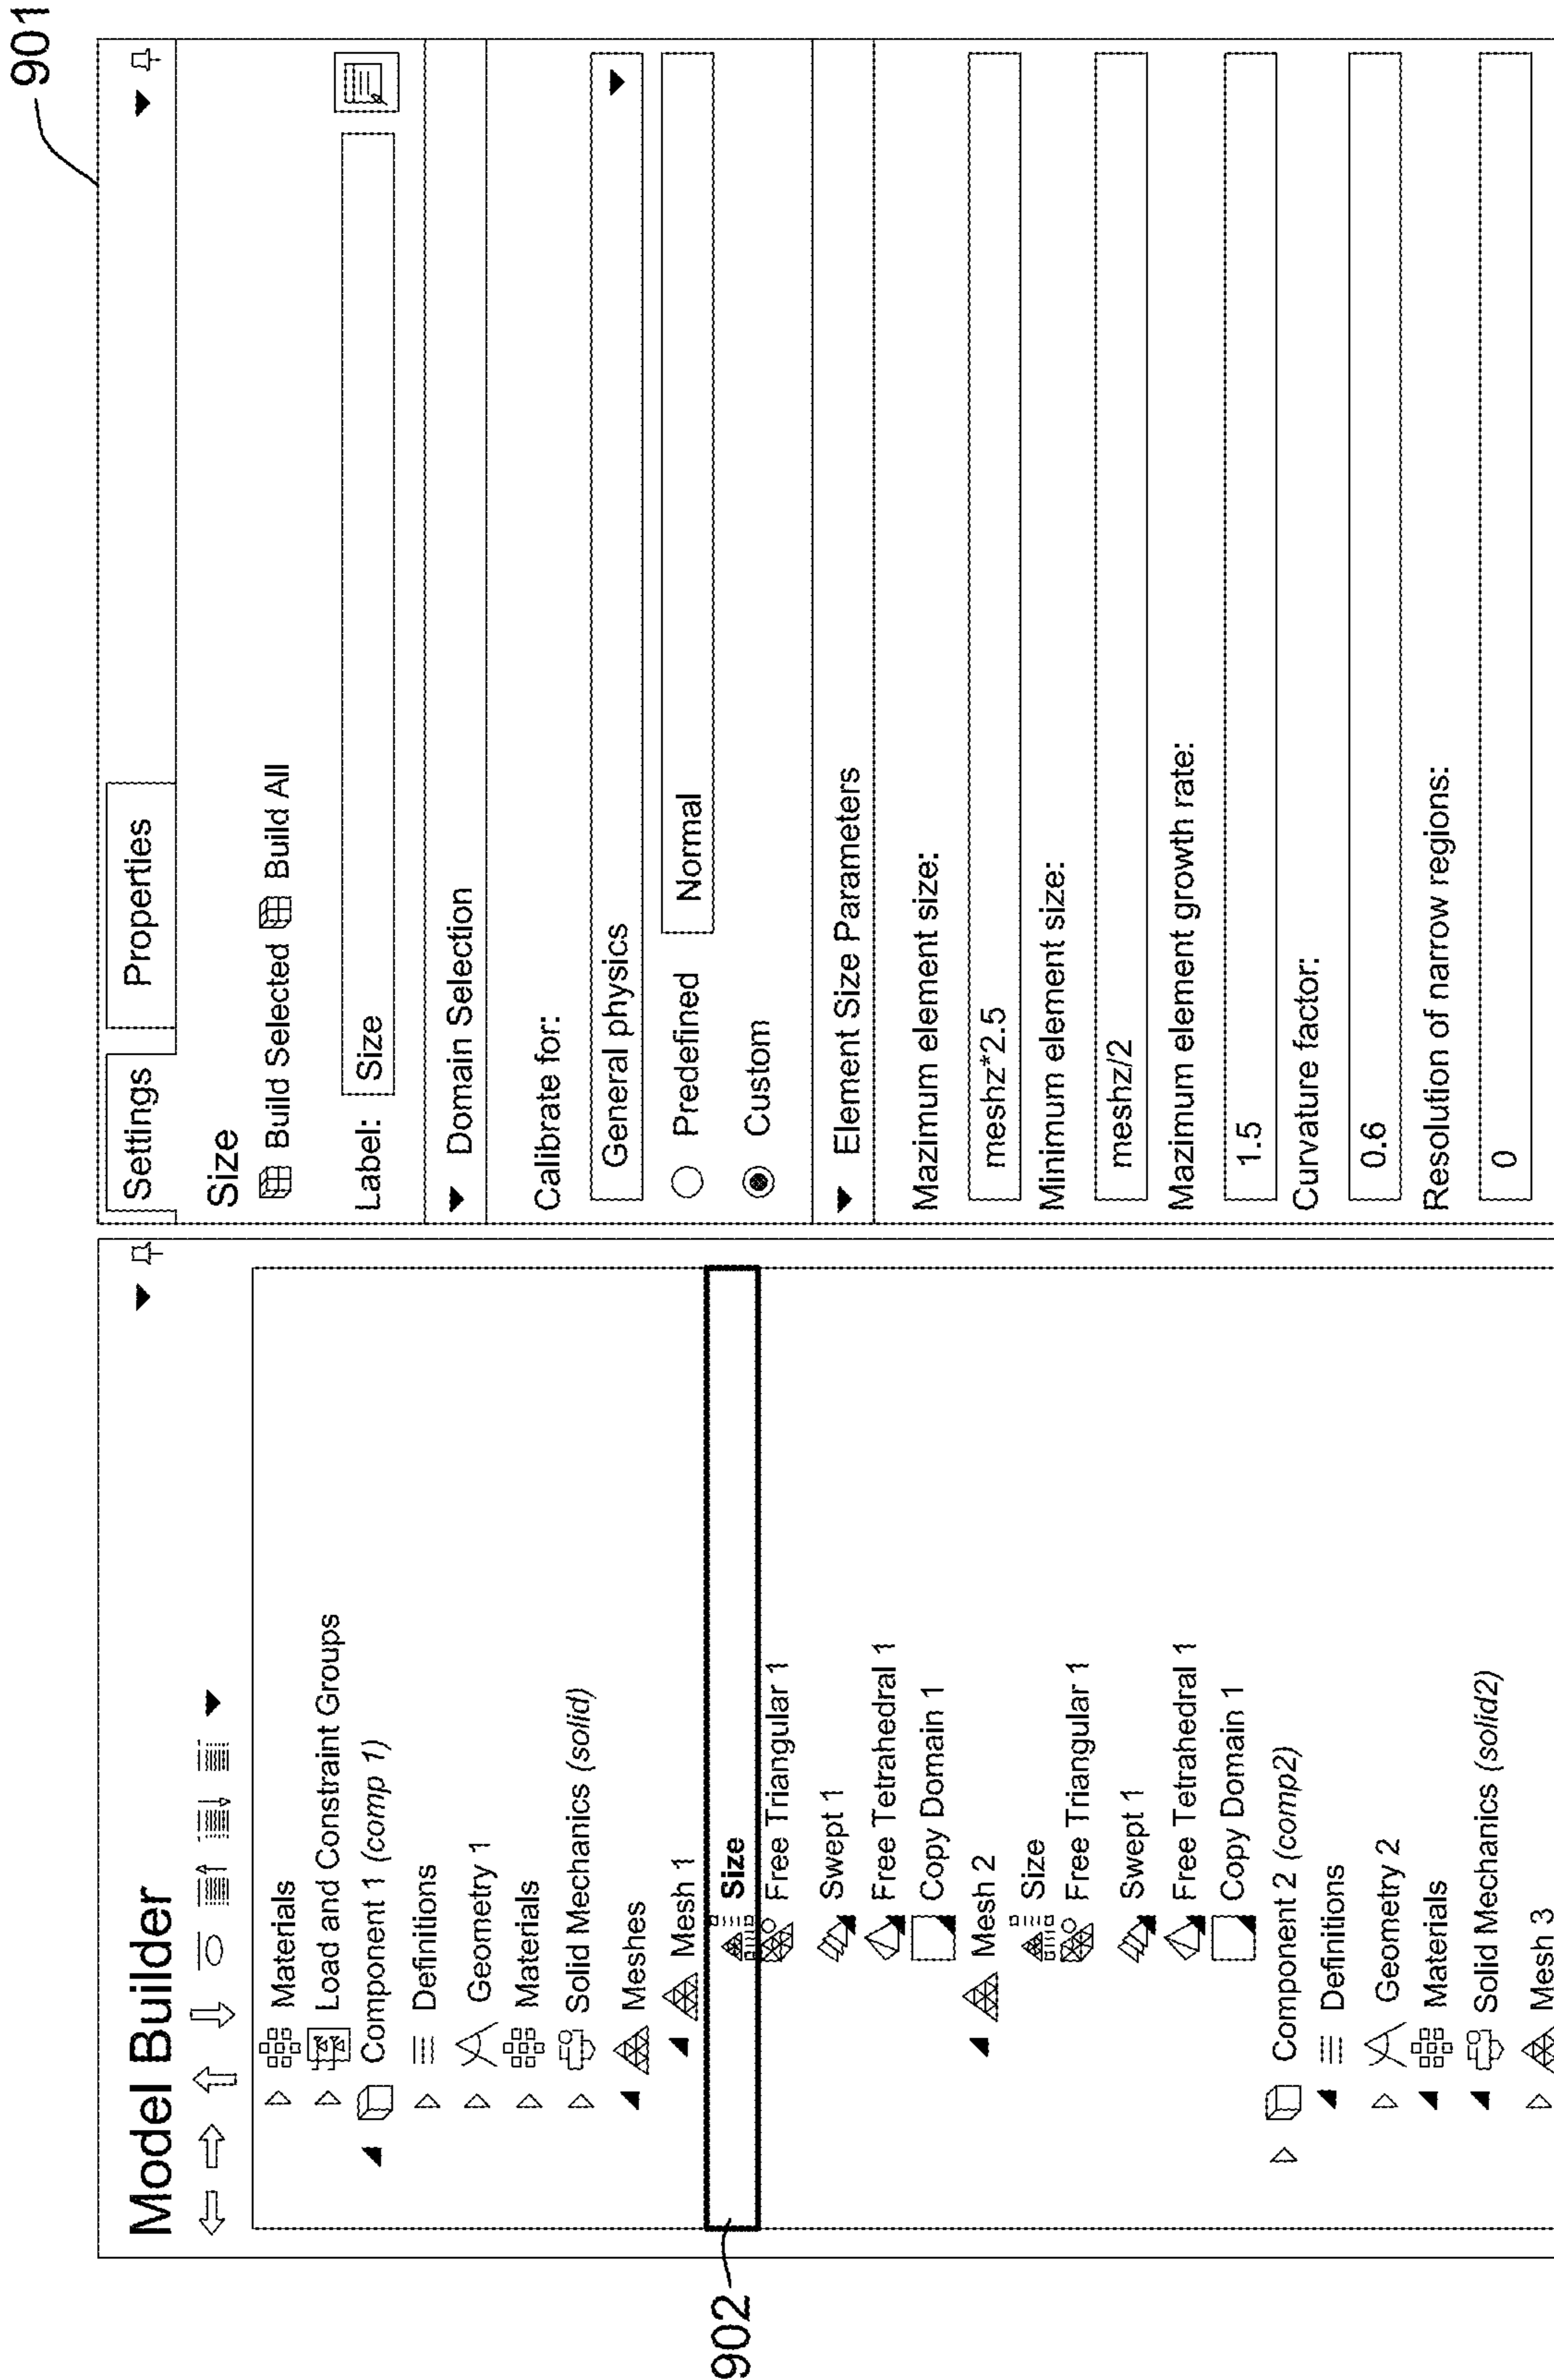 901
902
Model Builder
Materials
Load and Constraint Groups
Component 1 (comp 1)
Definitions
Geometry 1
Materials
Solid Mechanics (solid)
Meshes
Mesh 1
Size
Free Triangular 1
Swept 1
Free Tetrahedral 1
Copy Domain 1
Mesh 2
Size
Free Triangular 1
Swept 1
Free Tetrahedral 1
Copy Domain 1
Component 2 (comp2)
Definitions
Geometry 2
Materials
Solid Mechanics (solid2)
Mesh 3
Settings Properties
Size
Build Selected Build All
Label: Size
Domain Selection
Calibrate for:
General physics
Predefined Normal
Custom
Element Size Parameters
Mazimum element size:
meshz*2.5
Minimum element size:
meshz/2
Mazimum element growth rate:
1.5
Curvature factor:
0.6
Resolution of narrow regions:
0